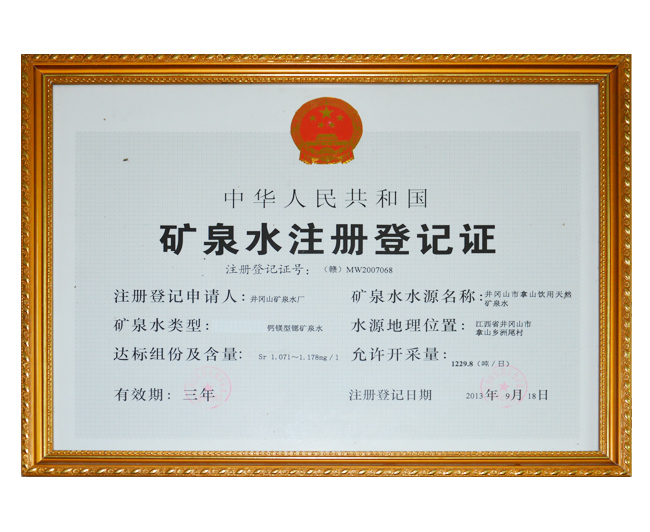 中华人民共和国
矿泉水注册登记证
注册登记证号：（赣）MW2007068
注册登记申请人：井冈山矿泉水厂
矿泉水水源名称：井冈山市拿山饮用天然
矿泉水
矿泉水类型：钙镁型锶矿泉水
水源地理位置：江西省井冈山市
拿山乡洲尾村
达标组份及含量：Sr 1.071～1.178mg/l
允许开采量：1229.8（吨/日）
有效期：三年
注册登记日期 2013年 9月 18日